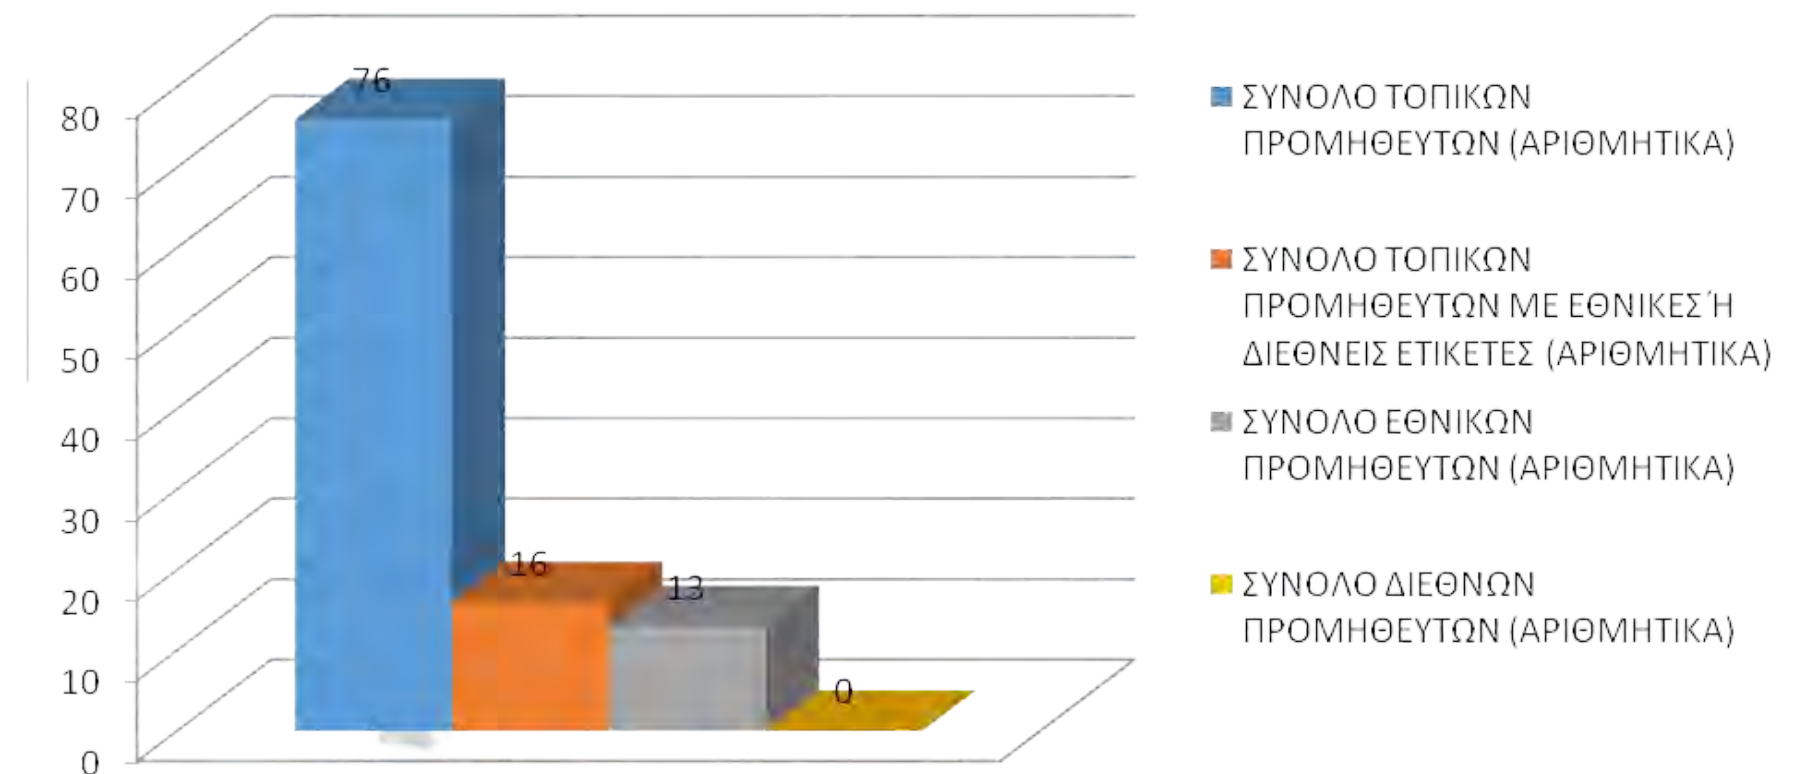 80
70
60
50
40
30
20
10
0
76
16
13
0
ΣΥΝΟΛΟ ΤΟΠΙΚΩΝ
ΠΡΟΜΗΘΕΥΤΩΝ (ΑΡΙΘΜΗΤΙΚΑ)
ΣΥΝΟΛΟ ΤΟΠΙΚΩΝ
ΠΡΟΜΗΘΕΥΤΩΝ ΜΕ ΕΘΝΙΚΕΣ Ή
ΔΙΕΘΝΕΙΣ ΕΤΙΚΕΤΕΣ (ΑΡΙΘΜΗΤΙΚΑ)
ΣΥΝΟΛΟ ΕΘΝΙΚΩΝ
ΠΡΟΜΗΘΕΥΤΩΝ (ΑΡΙΘΜΗΤΙΚΑ)
ΣΥΝΟΛΟ ΔΙΕΘΝΩΝ
ΠΡΟΜΗΘΕΥΤΩΝ (ΑΡΙΘΜΗΤΙΚΑ)